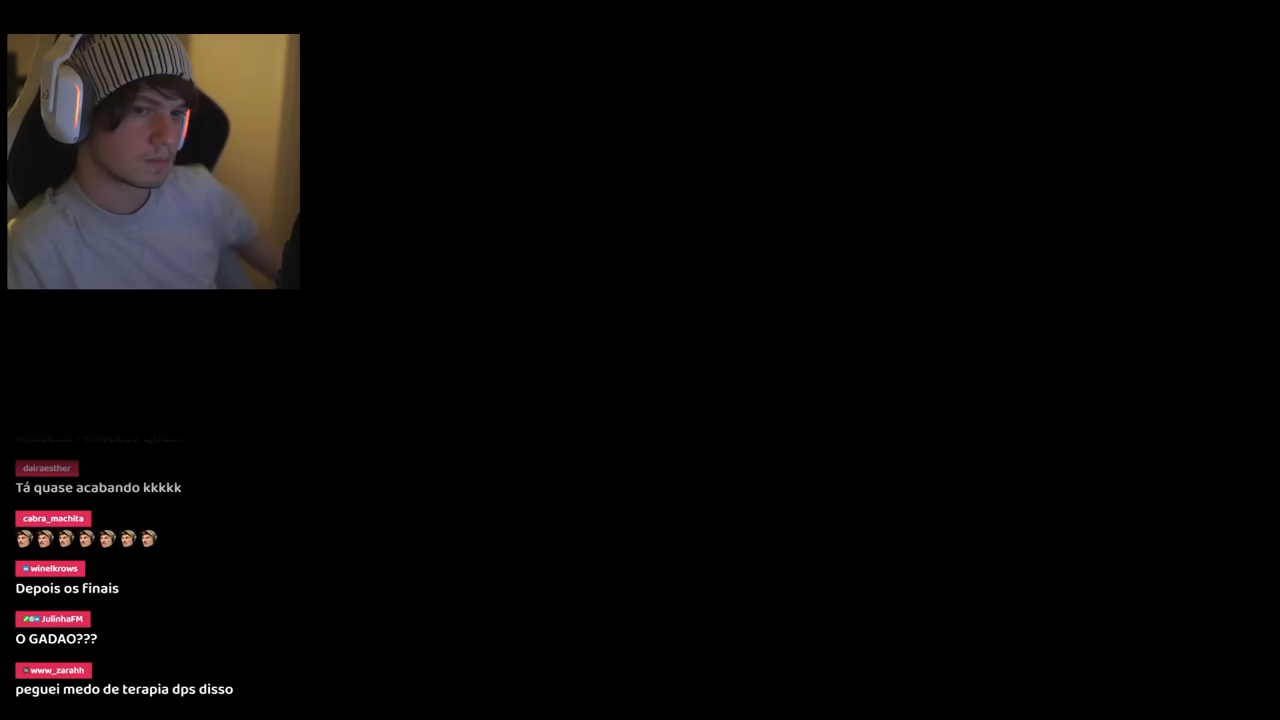 dairaesther
Tá quase acabando kkkkk
cabra_machita
winelkrows
Depois os finais
JulinhaFM
O GADAO???
www_zarahh
peguei medo de terapia dps disso